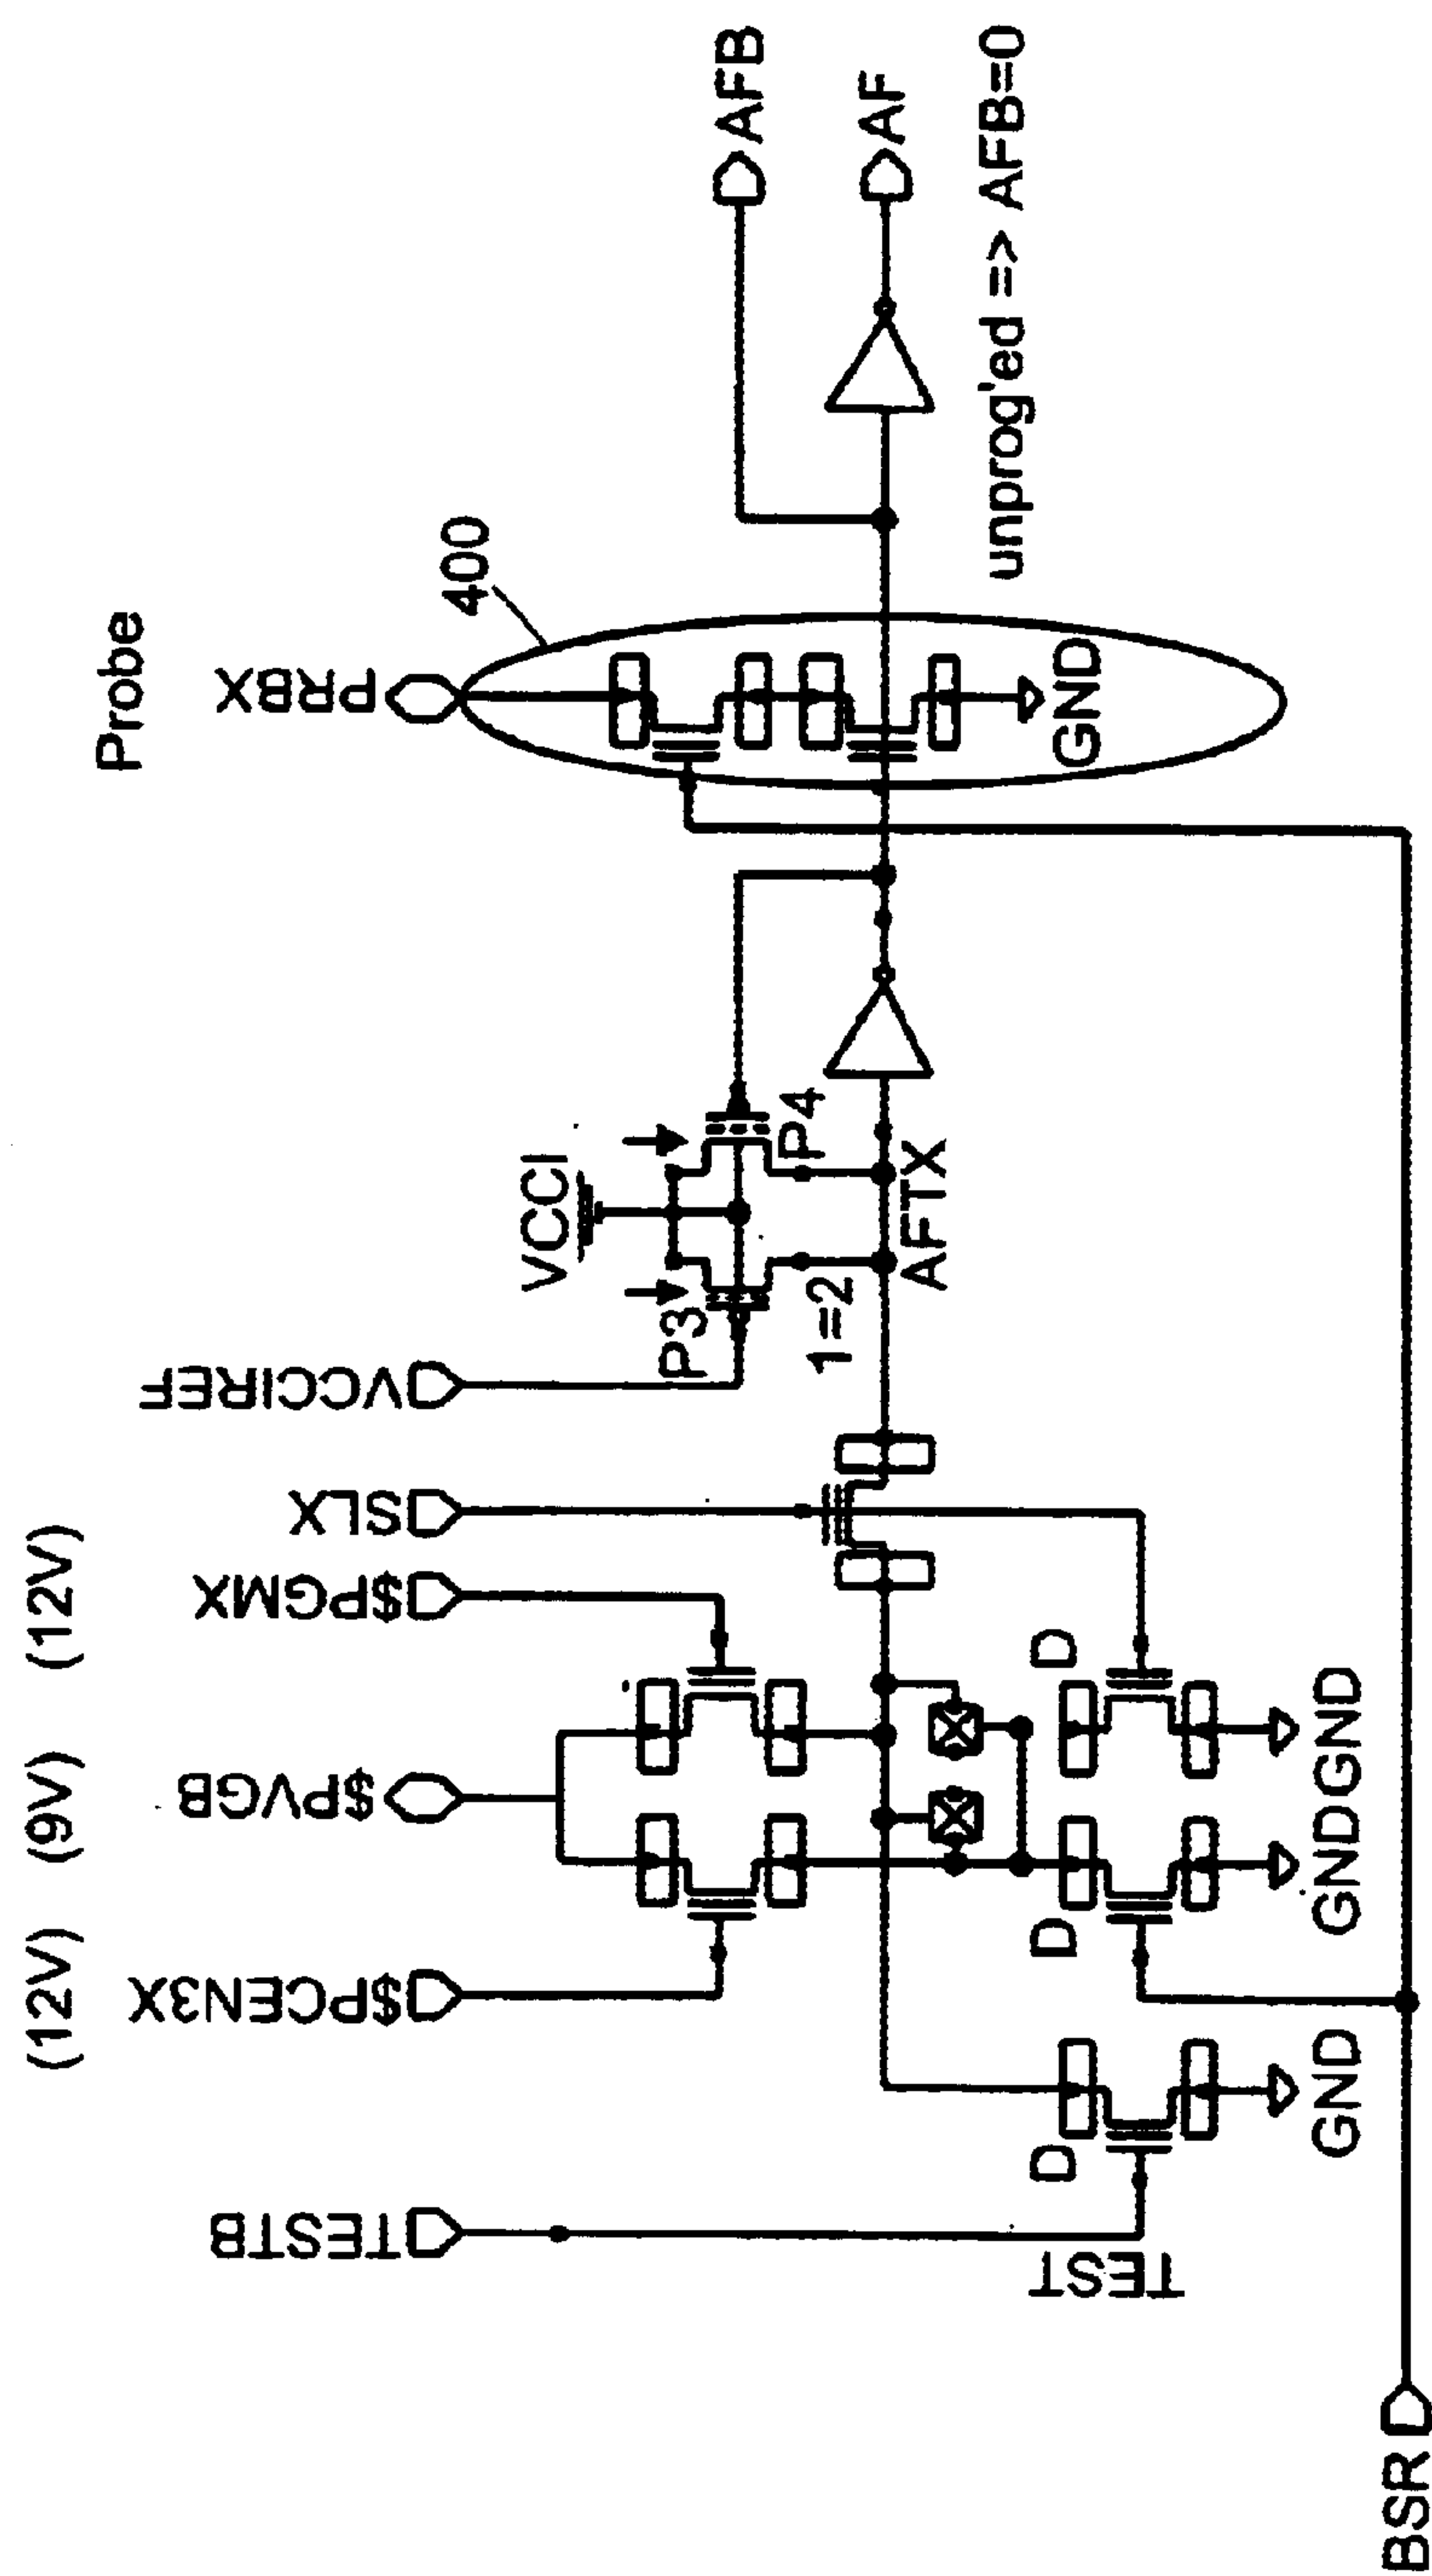 (12V) (9V) (12V)
Probe
TESTB
$PCEN3X
$PVGB
$PGMX
SLX
VCCIREF
VCCI
PRBX
400
AFB
P3
P4
1=2
AF
AFTX
unprog'ed => AFB=0
TEST
D
D
D
GND
GND
GND
GND
BSR